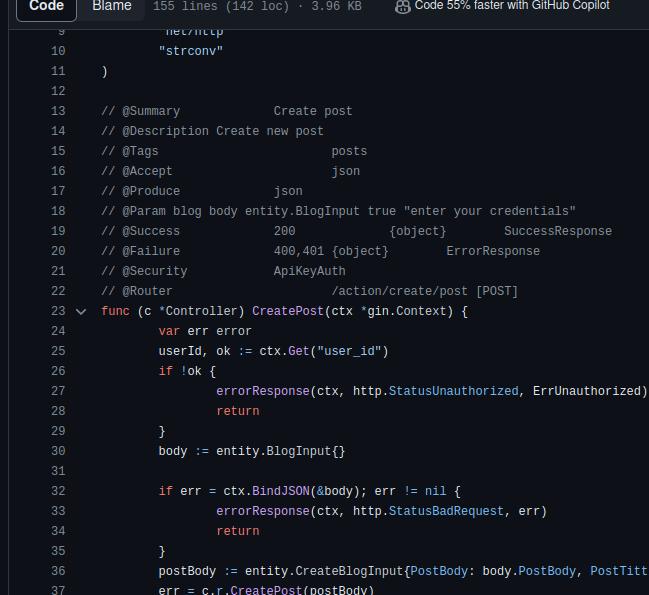 Code Blame 155 lines (142 loc) · 3.96 KB Code 55% faster with GitHub Copilot
9 "net/http"
10 "strconv"
11 )
12
13 // @Summary Create post
14 // @Description Create new post
15 // @Tags posts
16 // @Accept json
17 // @Produce json
18 // @Param blog body entity.BlogInput true "enter your credentials"
19 // @Success 200 {object} SuccessResponse
20 // @Failure 400,401 {object} ErrorResponse
21 // @Security ApiKeyAuth
22 // @Router /action/create/post [POST]
23 func (c *Controller) CreatePost(ctx *gin.Context) {
24 var err error
25 userId, ok := ctx.Get("user_id")
26 if !ok {
27 errorResponse(ctx, http.StatusUnauthorized, ErrUnauthorized)
28 return
29 }
30 body := entity.BlogInput{}
31
32 if err = ctx.BindJSON(&body); err != nil {
33 errorResponse(ctx, http.StatusBadRequest, err)
34 return
35 }
36 postBody := entity.CreateBlogInput{PostBody: body.PostBody, PostTitt
37 err = c.r.CreatePost(postBody)